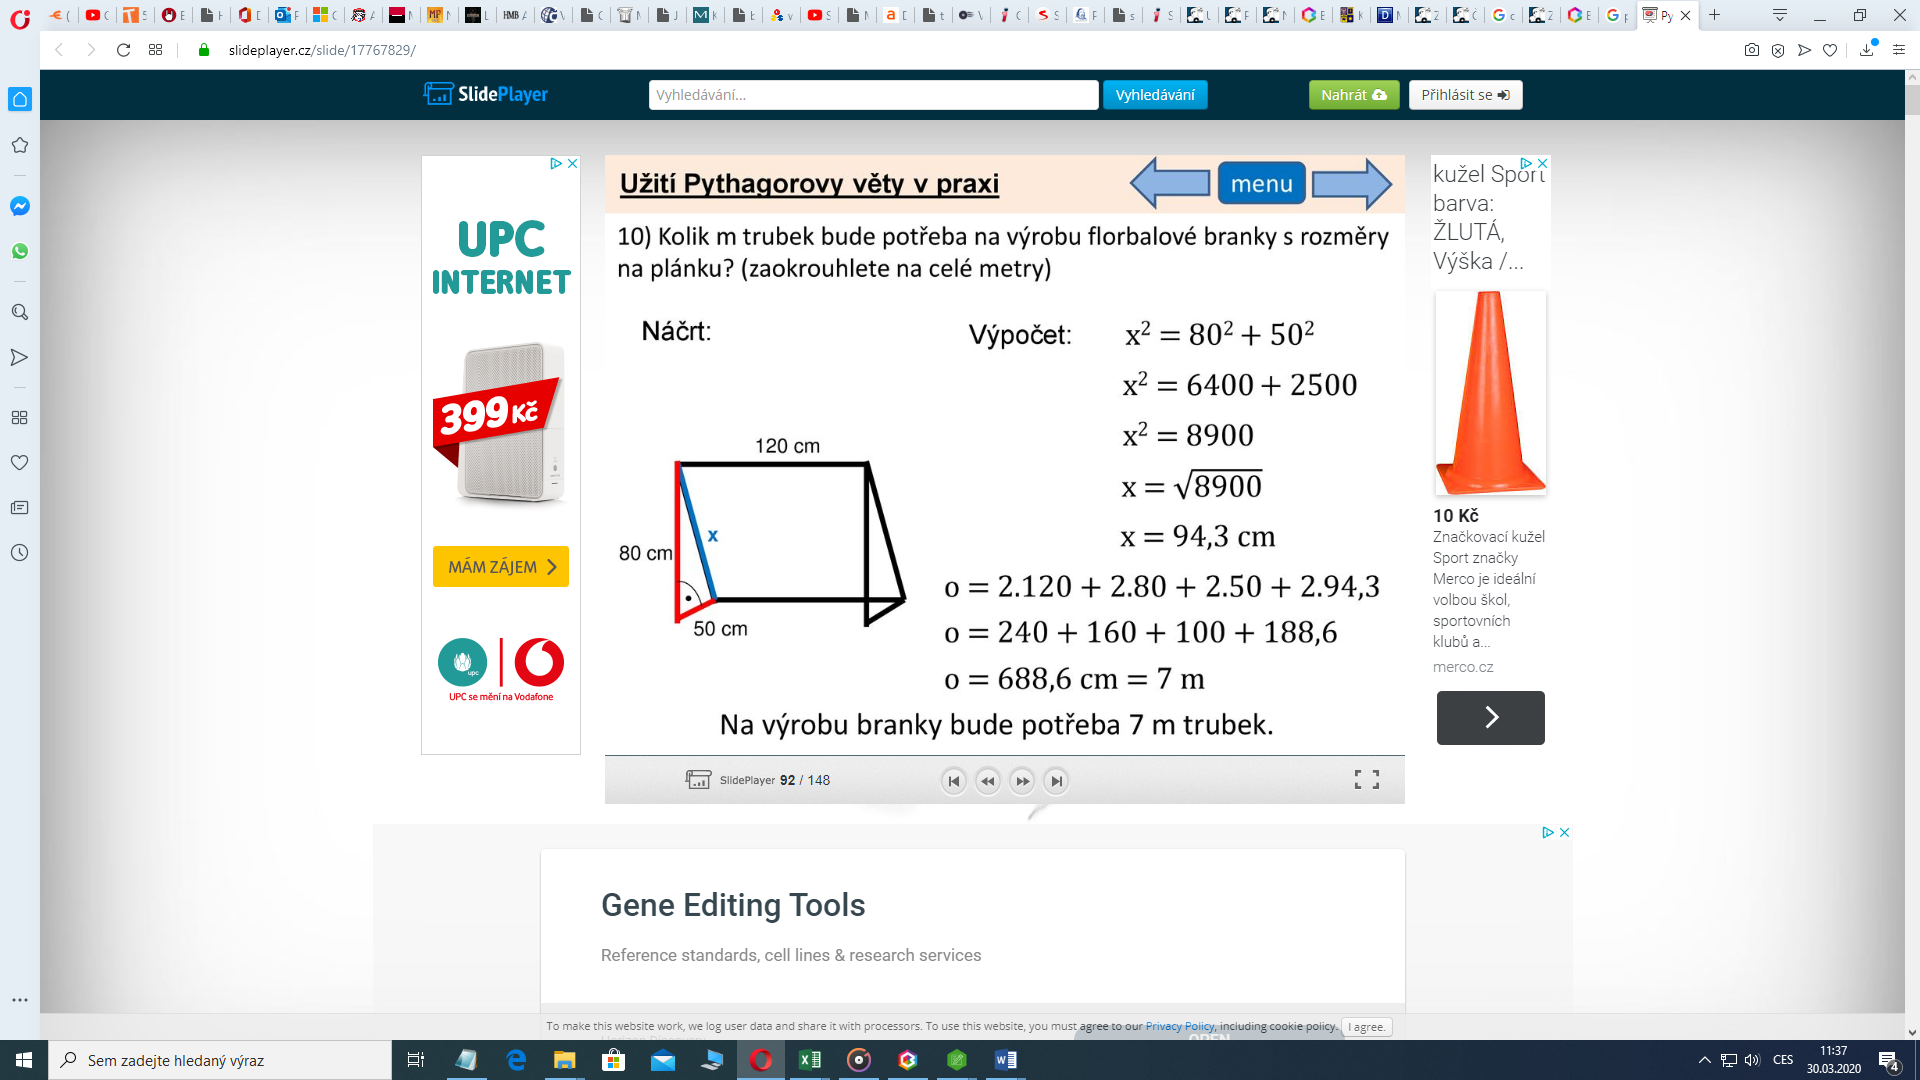 slideplayer.cz/slide/17767829/
SlidePlayer
Vyhledávání...
Vyhledávání
Nahrát
Přihlásit se
UPC
INTERNET
399 Kč
MÁM ZÁJEM
upc
UPC se mění na Vodafone
Užití Pythagorovy věty v praxi
menu
10) Kolik m trubek bude potřeba na výrobu florbalové branky s rozměry
na plánku? (zaokrouhlete na celé metry)
Náčrt:
Výpočet:
x² = 80² + 50²
x² = 6400 + 2500
x² = 8900
x = √8900
x = 94,3 cm
120 cm
x
80 cm
50 cm
o = 2.120 + 2.80 + 2.50 + 2.94,3
o = 240 + 160 + 100 + 188,6
o = 688,6 cm = 7 m
Na výrobu branky bude potřeba 7 m trubek.
SlidePlayer 92 / 148
kužel Sport
barva:
ŽLUTÁ,
Výška /...
10 Kč
Značkovací kužel
Sport značky
Merco je ideální
volbou škol,
sportovních
klubů a...
merco.cz
Gene Editing Tools
Reference standards, cell lines & research services
To make this website work, we log user data and share it with processors. To use this website, you must agree to our Privacy Policy, including cookie policy.
I agree.
Sem zadejte hledaný výraz
CES
11:37
30.03.2020
4